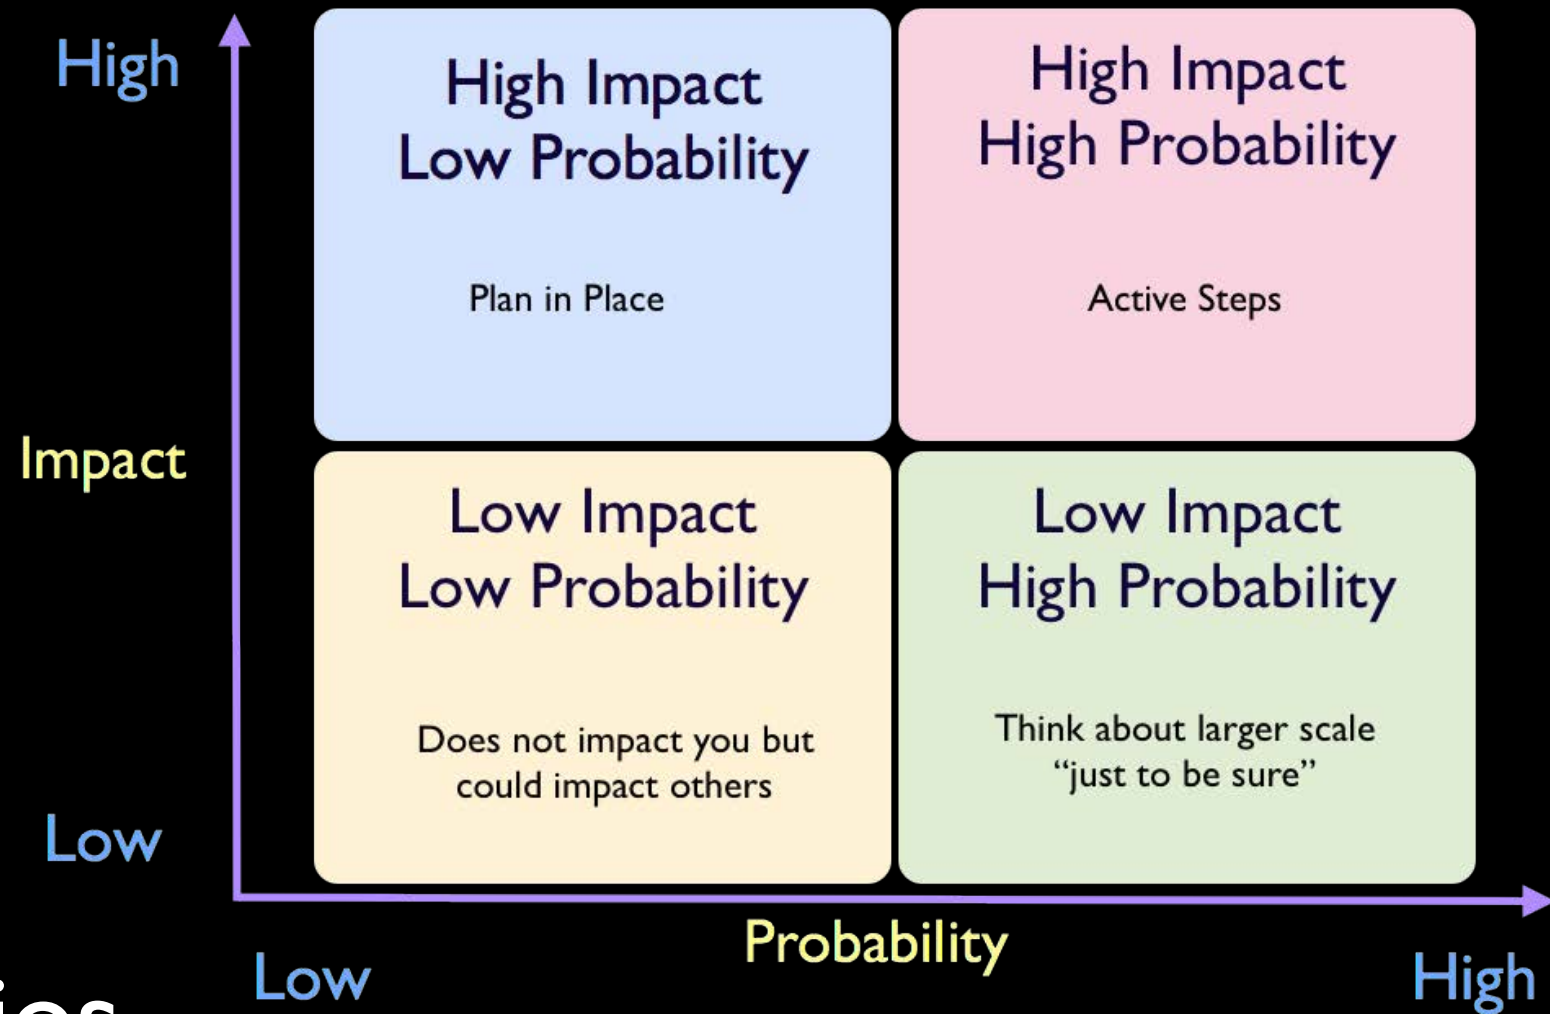 High
High Impact
Low Probability
Plan in Place
High Impact
High Probability
Active Steps
Impact
Low Impact
Low Probability
Does not impact you but
could impact others
Low Impact
High Probability
Think about larger scale
“just to be sure”
Low
Probability
Low
High